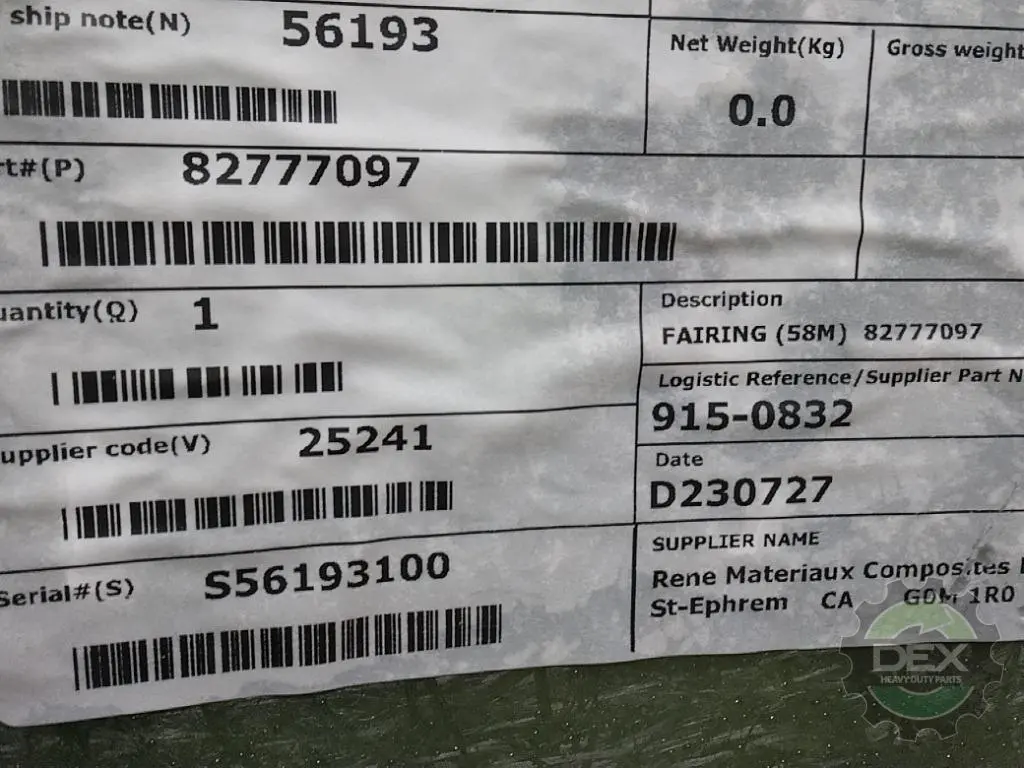 ship note(N) 56193
Net Weight(Kg)
0.0
Gross weight
rt#(P) 82777097
uantity(Q) 1
Description
FAIRING (58M) 82777097
Logistic Reference/Supplier Part N
915-0832
upplier code(V) 25241
Date
D230727
Serial#(S) S56193100
SUPPLIER NAME
Rene Materiaux Composites
St-Ephrem CA G0M 1R0
DEX
HEAVY DUTY PARTS